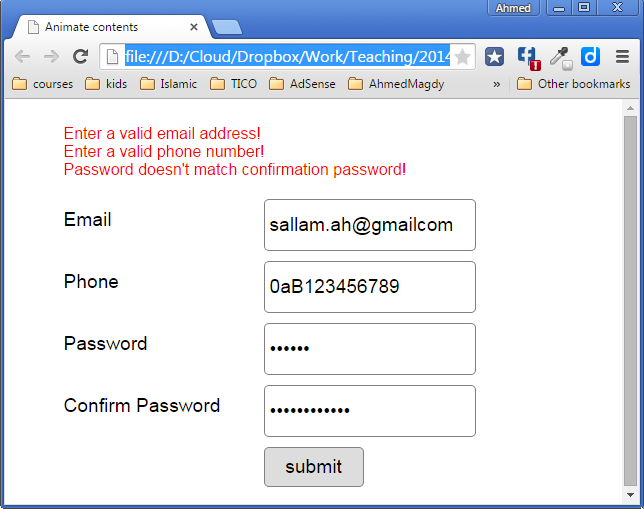 Ahmed
Animate contents
file:///D:/Cloud/Dropbox/Work/Teaching/2014
courses kids Islamic TICO AdSense AhmedMagdy » Other bookmarks
Enter a valid email address!
Enter a valid phone number!
Password doesn't match confirmation password!
Email sallam.ah@gmailcom
Phone 0aB123456789
Password ••••••
Confirm Password ••••••••••••
submit